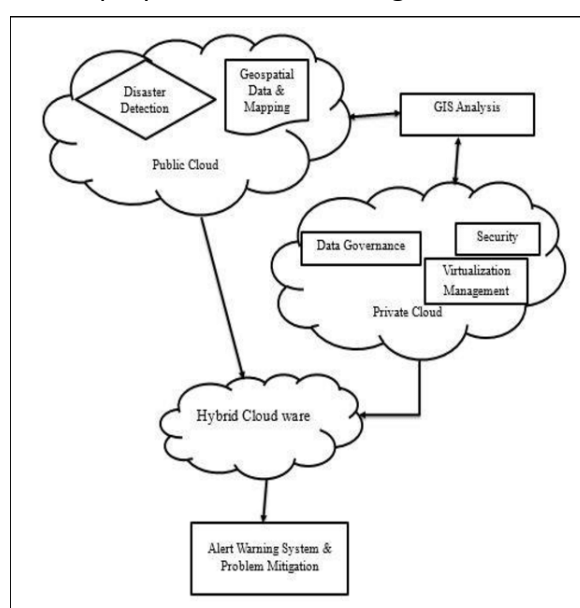 Disaster
Detection
Geospatial
Data &
Mapping
Public Cloud
GIS Analysis
Data Governance
Security
Virtualization
Management
Private Cloud
Hybrid Cloud ware
Alert Warning System &
Problem Mitigation